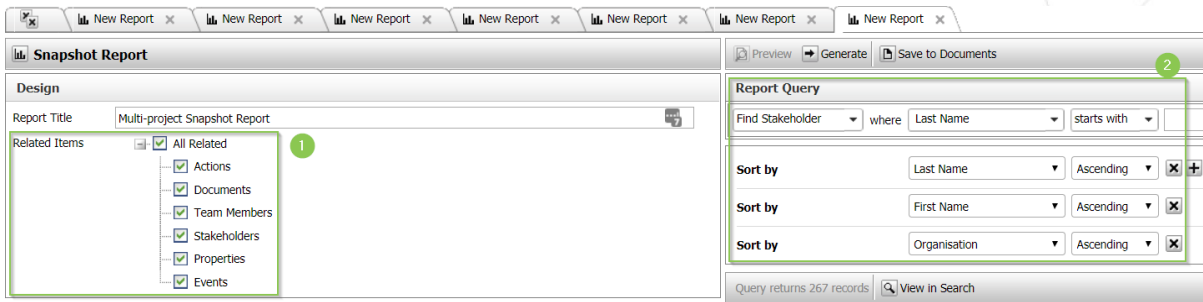 New Report
New Report
New Report
New Report
New Report
New Report
New Report
Snapshot Report
Preview Generate Save to Documents
2
Design
Report Query
Report Title Multi-project Snapshot Report 7
Find Stakeholder where Last Name starts with
Related Items All Related
1
Actions
Documents
Team Members
Stakeholders
Properties
Events
Sort by Last Name Ascending
Sort by First Name Ascending
Sort by Organisation Ascending
Query returns 267 records View in Search